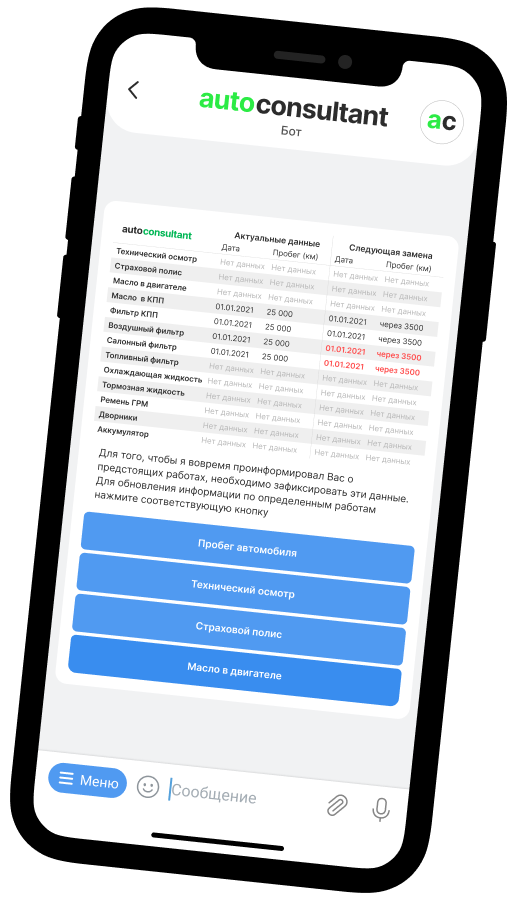 autoconsultant
Бот
ac
autoconsultant Актуальные данные Следующая замена
Дата Пробег (км) Дата Пробег (км)
Технический осмотр Нет данных Нет данных Нет данных Нет данных
Страховой полис Нет данных Нет данных Нет данных Нет данных
Масло в двигателе Нет данных Нет данных Нет данных Нет данных
Масло в КПП 01.01.2021 25 000 01.01.2021 через 3500
Фильтр КПП 01.01.2021 25 000 01.01.2021 через 3500
Воздушный фильтр 01.01.2021 25 000 01.01.2021 через 3500
Салонный фильтр 01.01.2021 25 000 01.01.2021 через 3500
Топливный фильтр Нет данных Нет данных Нет данных Нет данных
Охлаждающая жидкость Нет данных Нет данных Нет данных Нет данных
Тормозная жидкость Нет данных Нет данных Нет данных Нет данных
Ремень ГРМ Нет данных Нет данных Нет данных Нет данных
Дворники Нет данных Нет данных Нет данных Нет данных
Аккумулятор Нет данных Нет данных Нет данных Нет данных
Для того, чтобы я вовремя проинформировал Вас о
предстоящих работах, необходимо зафиксировать эти данные.
Для обновления информации по определенным работам
нажмите соответствующую кнопку
Пробег автомобиля
Технический осмотр
Страховой полис
Масло в двигателе
Меню
Сообщение